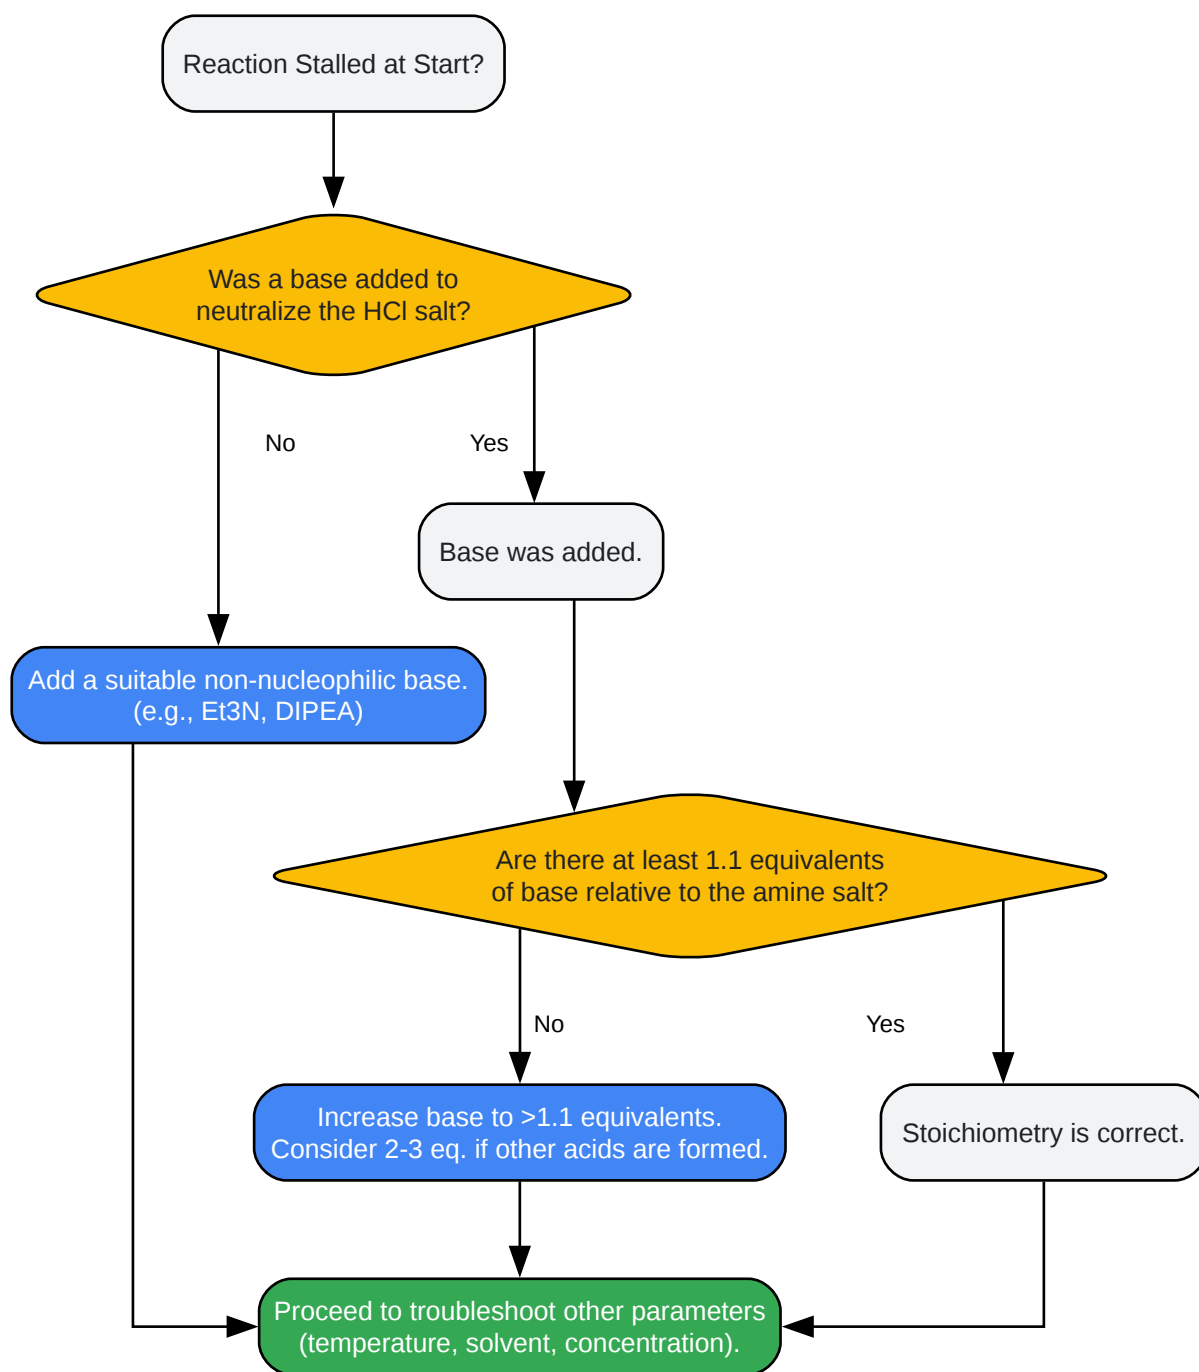 Reaction Stalled at Start?
Was a base added to
neutralize the HCl salt?
No
Yes
Base was added.
Add a suitable non-nucleophilic base.
(e.g., Et3N, DIPEA)
Are there at least 1.1 equivalents
of base relative to the amine salt?
No
Yes
Increase base to >1.1 equivalents.
Consider 2-3 eq. if other acids are formed.
Stoichiometry is correct.
Proceed to troubleshoot other parameters
(temperature, solvent, concentration).